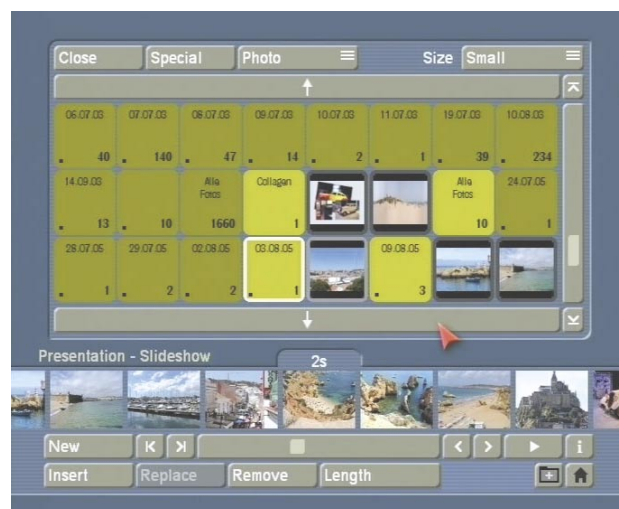 Close Special Photo Size Small
06.07.03 07.07.03 08.07.03 09.07.03 10.07.03 11.07.03 19.07.03 10.08.03
40 140 47 14 2 1 39 234
14.09.03 Alle Fotos Collagen Alle Fotos 24.07.05
13 10 1660 1 10 1
28.07.05 29.07.05 02.08.05 03.08.05 09.08.05
1 2 2 1 3
Presentation - Slideshow 2s
New i
Insert Replace Remove Length